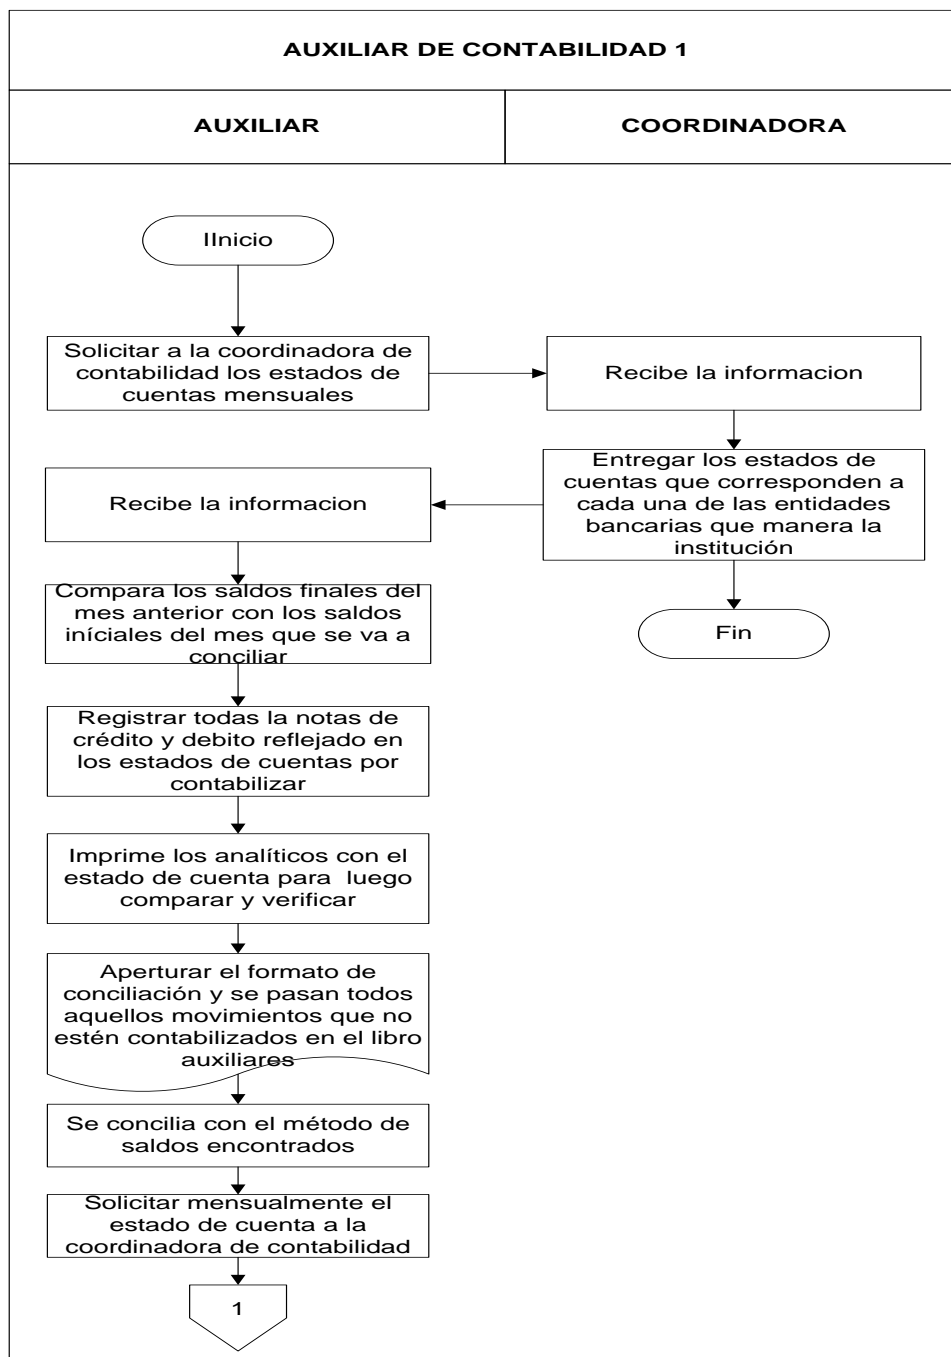 AUXILIAR DE CONTABILIDAD 1
AUXILIAR
COORDINADORA
IInicio
Solicitar a la coordinadora de
contabilidad los estados de
cuentas mensuales
Recibe la informacion
Entregar los estados de
cuentas que corresponden a
cada una de las entidades
bancarias que manera la
institución
Recibe la informacion
Fin
Compara los saldos finales del
mes anterior con los saldos
iníciales del mes que se va a
conciliar
Registrar todas la notas de
crédito y debito reflejado en
los estados de cuentas por
contabilizar
Imprime los analíticos con el
estado de cuenta para  luego
comparar y verificar
Aperturar el formato de
conciliación y se pasan todos
aquellos movimientos que no
estén contabilizados en el libro
auxiliares
Se concilia con el método de
saldos encontrados
Solicitar mensualmente el
estado de cuenta a la
coordinadora de contabilidad
1